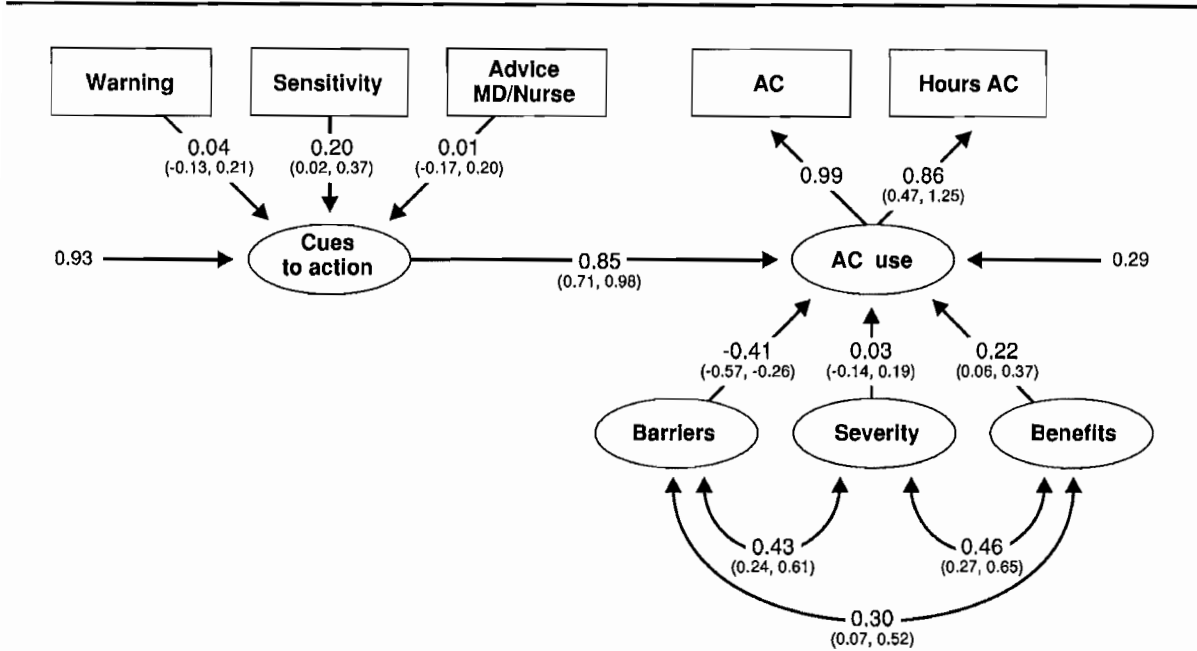 Warning
Sensitivity
Advice
MD/Nurse
AC
Hours AC
0.04
(-0.13, 0.21)
0.20
(0.02, 0.37)
0.01
(-0.17, 0.20)
0.99
0.86
(0.47, 1.25)
0.93
Cues
to action
0.85
(0.71, 0.98)
AC use
0.29
-0.41
(-0.57, -0.26)
0.03
(-0.14, 0.19)
0.22
(0.06, 0.37)
Barriers
Severity
Benefits
0.43
(0.24, 0.61)
0.46
(0.27, 0.65)
0.30
(0.07, 0.52)